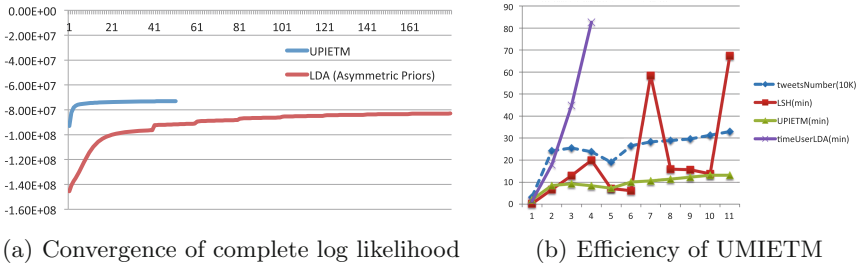 0.00E+00
-2.00E+07
-4.00E+07
-6.00E+07
-8.00E+07
-1.00E+08
-1.20E+08
-1.40E+08
-1.60E+08
1 21 41 61 81 101 121 141 161
UPIETM
LDA (Asymmetric Priors)
(a) Convergence of complete log likelihood
90
80
70
60
50
40
30
20
10
0
1 2 3 4 5 6 7 8 9 10 11
tweetsNumber(10K)
LSH(min)
UPIETM(min)
timeUserLDA(min)
(b) Efficiency of UMIETM